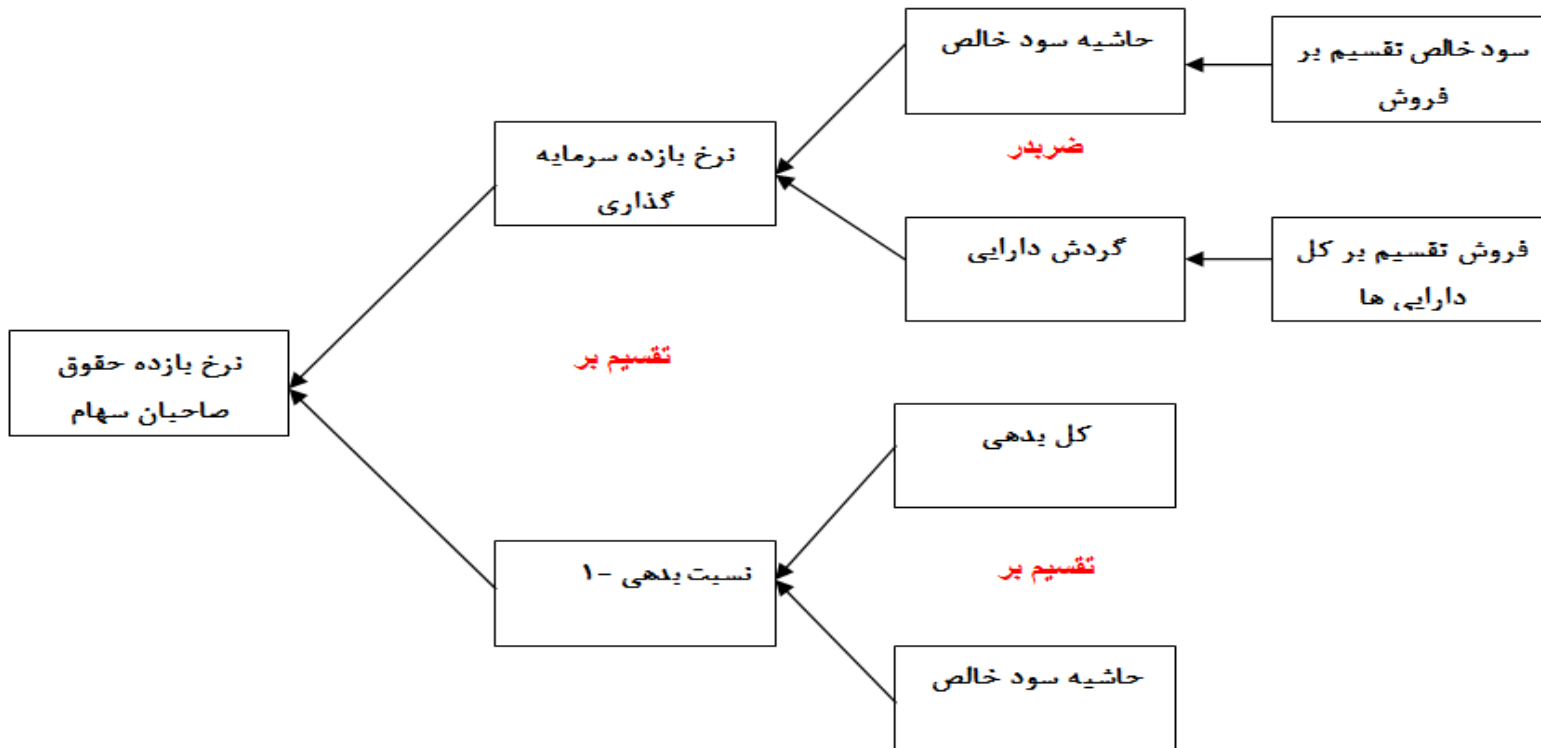 سود خالص تقسیم بر
فروش
حاشیه سود خالص
ضربدر
نرخ بازده سرمایه
گذاری
فروش تقسیم بر کل
دارایی ها
گردش دارایی
تقسیم بر
نرخ بازده حقوق
صاحبان سهام
کل بدهی
تقسیم بر
نسبت بدهی -۱
حاشیه سود خالص